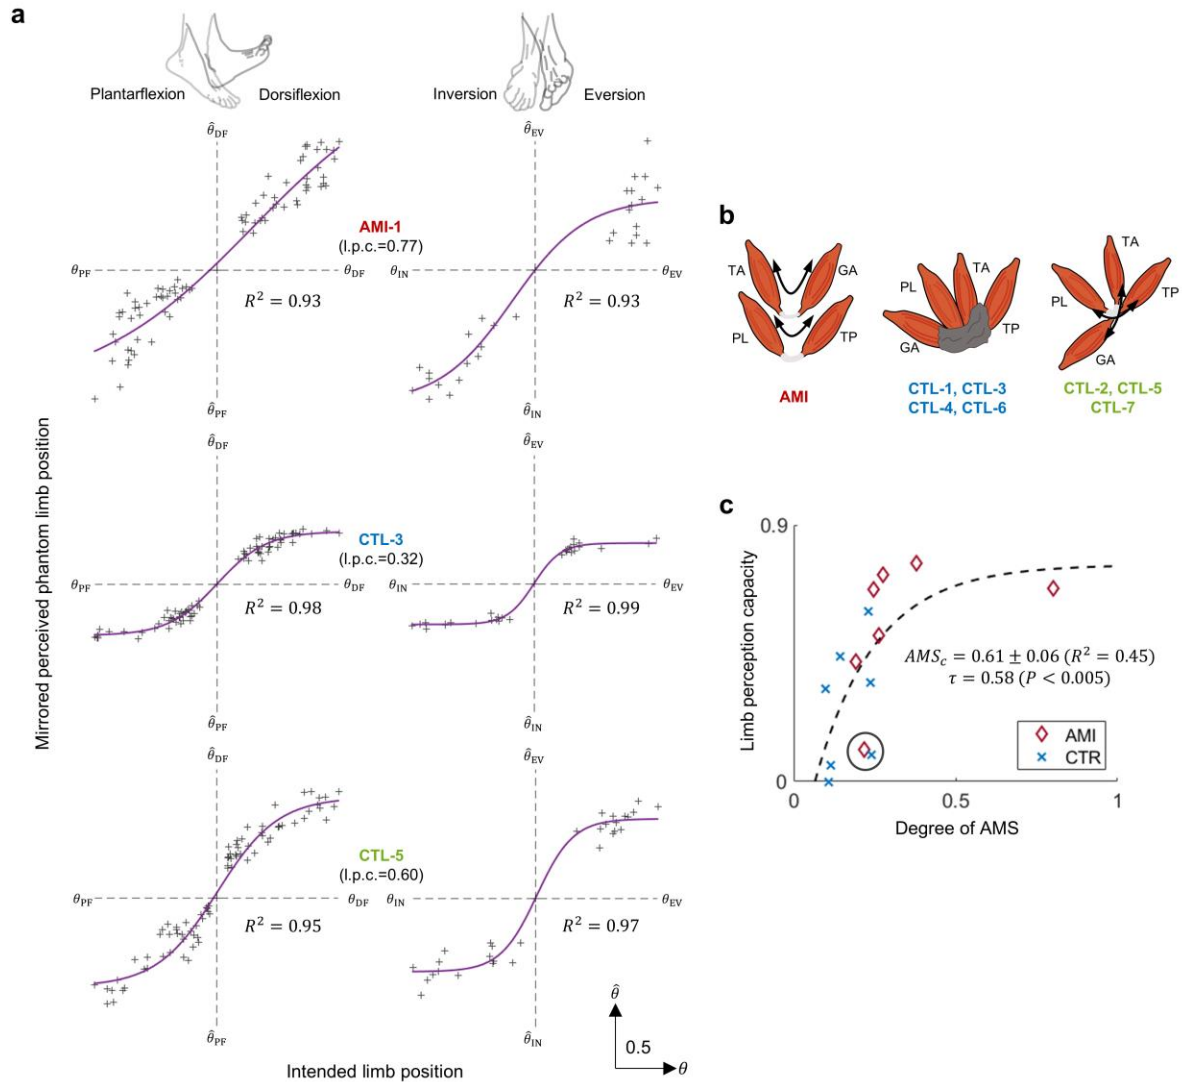 a
Plantarflexion
Dorsiflexion
Inversion
Eversion
θ̂DF
θ̂EV
AMI-1
(l.p.c.=0.77)
θPF
θDF
θIN
θEV
R² = 0.93
R² = 0.93
θ̂PF
θ̂IN
θ̂DF
θ̂EV
CTL-3
(l.p.c.=0.32)
θPF
θDF
θIN
θEV
R² = 0.98
R² = 0.99
θ̂PF
θ̂IN
θ̂DF
θ̂EV
CTL-5
(l.p.c.=0.60)
θPF
θDF
θIN
θEV
R² = 0.95
R² = 0.97
θ̂PF
θ̂IN
Mirrored perceived phantom limb position
Intended limb position
θ̂
0.5
θ
b
TA
GA
PL
TP
AMI
TA
PL
GA
TP
CTL-1, CTL-3
CTL-4, CTL-6
TA
PL
TP
GA
CTL-2, CTL-5
CTL-7
c
0.9
Limb perception capacity
AMSc = 0.61 ± 0.06 (R² = 0.45)
τ = 0.58 (P < 0.005)
AMI
CTR
0
0
0.5
1
Degree of AMS